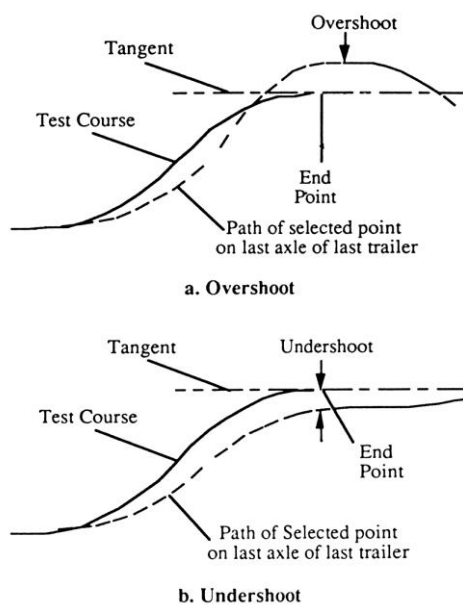 Overshoot
Tangent
Test Course
End
Point
Path of selected point
on last axle of last trailer
a. Overshoot
Tangent
Undershoot
Test Course
End
Point
Path of Selected point
on last axle of last trailer
b. Undershoot